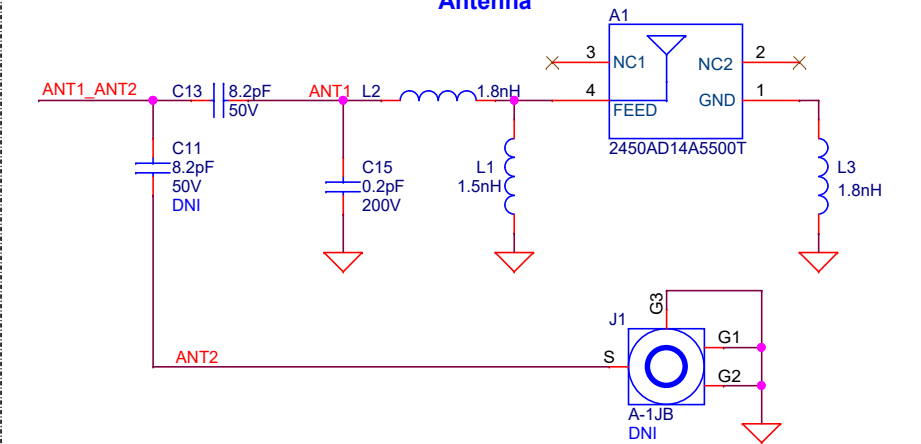 Antenna
A1
3
NC1
NC2
2
ANT1_ANT2
C13
8.2pF
50V
ANT1
L2
1.8nH
4
FEED
GND
1
2450AD14A5500T
C11
8.2pF
50V
DNI
C15
0.2pF
200V
L1
1.5nH
L3
1.8nH
ANT2
J1
G3
S
G1
G2
A-1JB
DNI